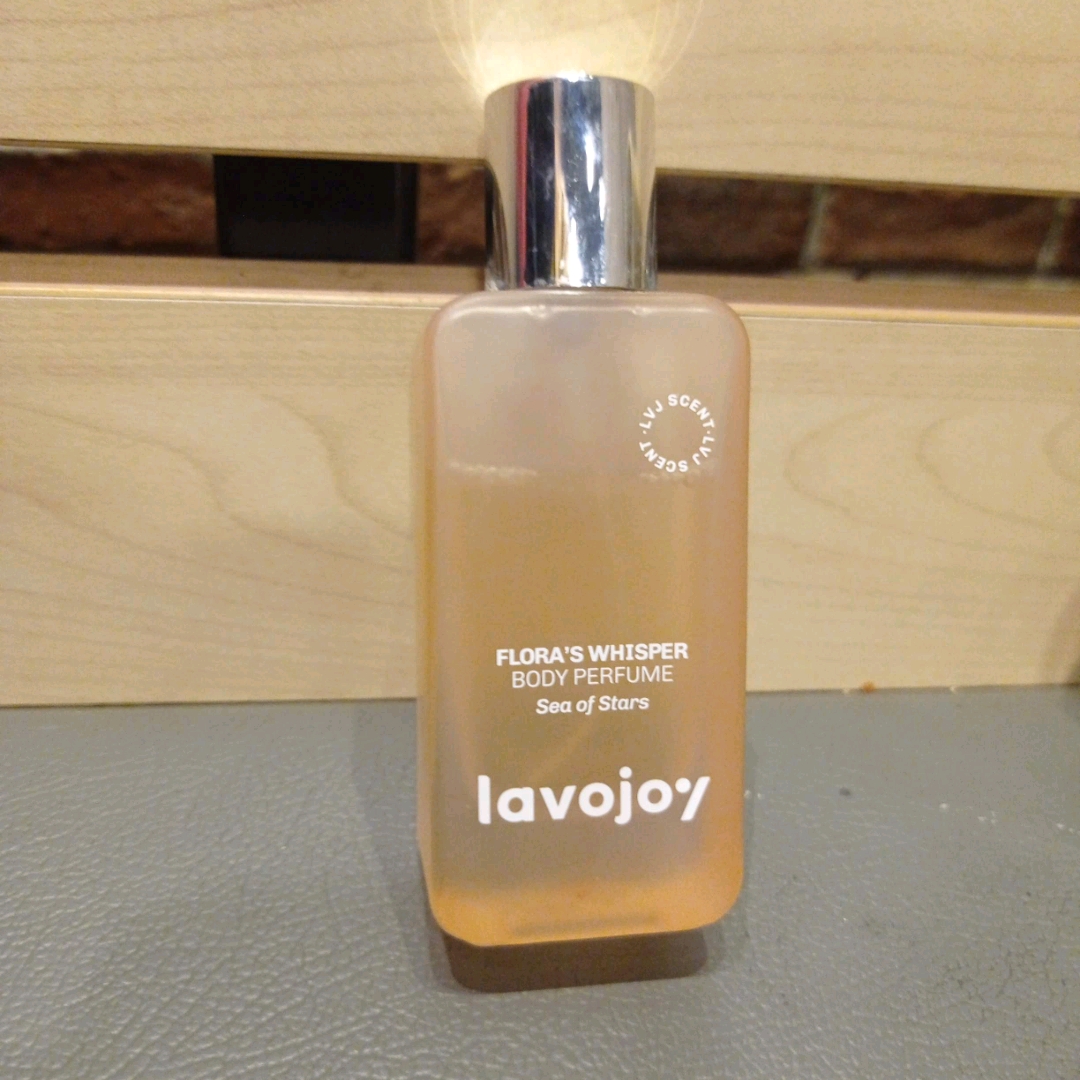 ·LVJ SCENT·LVJ SCENT
FLORA'S WHISPER
BODY PERFUME
Sea of Stars
lavojoy